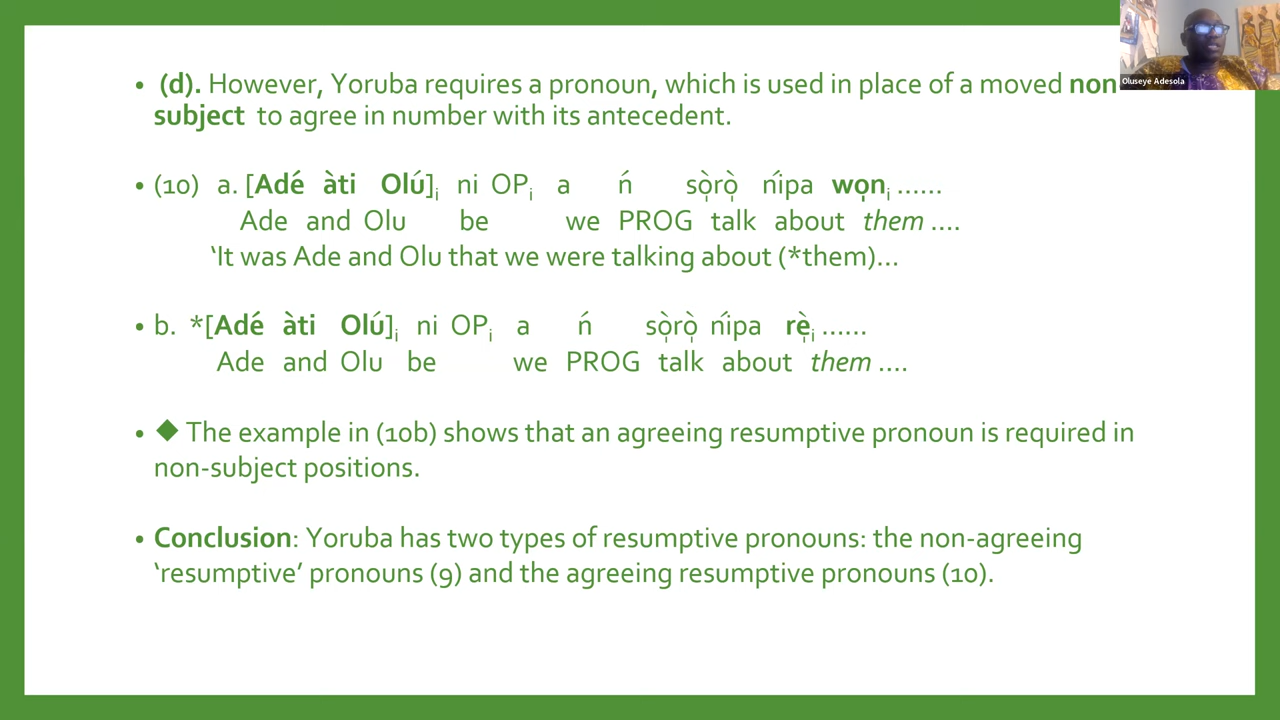 • (d). However, Yoruba requires a pronoun, which is used in place of a moved non-
subject to agree in number with its antecedent.
• (10) a. [Adé àti Olú]i ni OPi a ń sọ̀rọ̀ nípa wọni ......
Ade and Olu be we PROG talk about them ....
‘It was Ade and Olu that we were talking about (*them)...
• b. *[Adé àti Olú]i ni OPi a ń sọ̀rọ̀ nípa rẹ̀i ......
Ade and Olu be we PROG talk about them ....
• ◆ The example in (10b) shows that an agreeing resumptive pronoun is required in
non-subject positions.
• Conclusion: Yoruba has two types of resumptive pronouns: the non-agreeing
‘resumptive’ pronouns (9) and the agreeing resumptive pronouns (10).
Oluseye Adesola